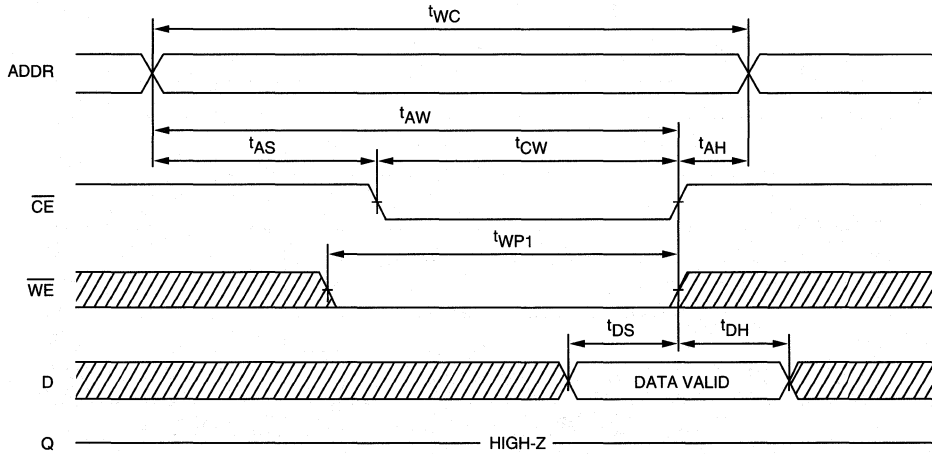 tWC
ADDR
tAW
tAS tCW tAH
CE
tWP1
WE
tDS tDH
D DATA VALID
Q HIGH-Z